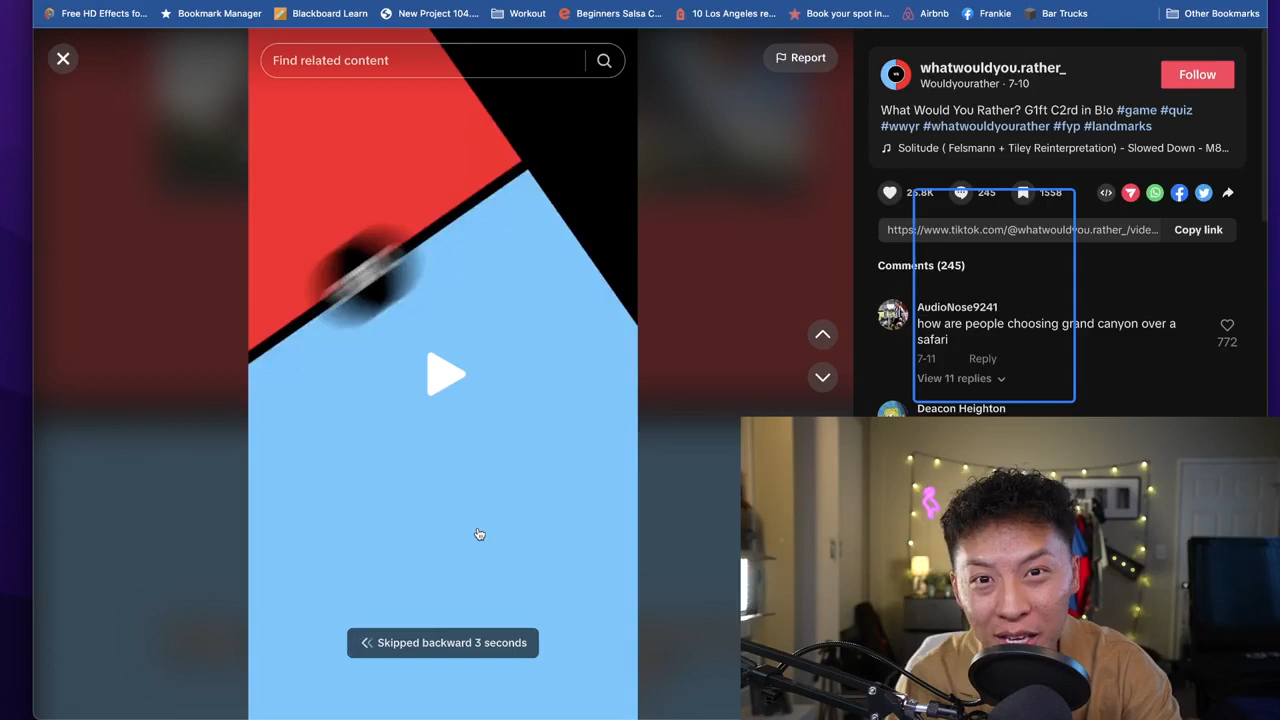 Free HD Effects fo...
Bookmark Manager
Blackboard Learn
New Project 104....
Workout
Beginners Salsa C...
10 Los Angeles re...
Book your spot in...
Airbnb
Frankie
Bar Trucks
Other Bookmarks
Find related content
Report
whatwouldyou.rather_
Wouldyourather · 7-10
Follow
What Would You Rather? G1ft C2rd in B!o #game #quiz
#wwyr #whatwouldyourather #fyp #landmarks
Solitude ( Felsmann + Tiley Reinterpretation) - Slowed Down - M8...
25.8K
245
1558
https://www.tiktok.com/@whatwouldyou.rather_/vide...
Copy link
Comments (245)
AudioNose9241
how are people choosing grand canyon over a
safari
772
7-11
Reply
View 11 replies
Deacon Heighton
Skipped backward 3 seconds